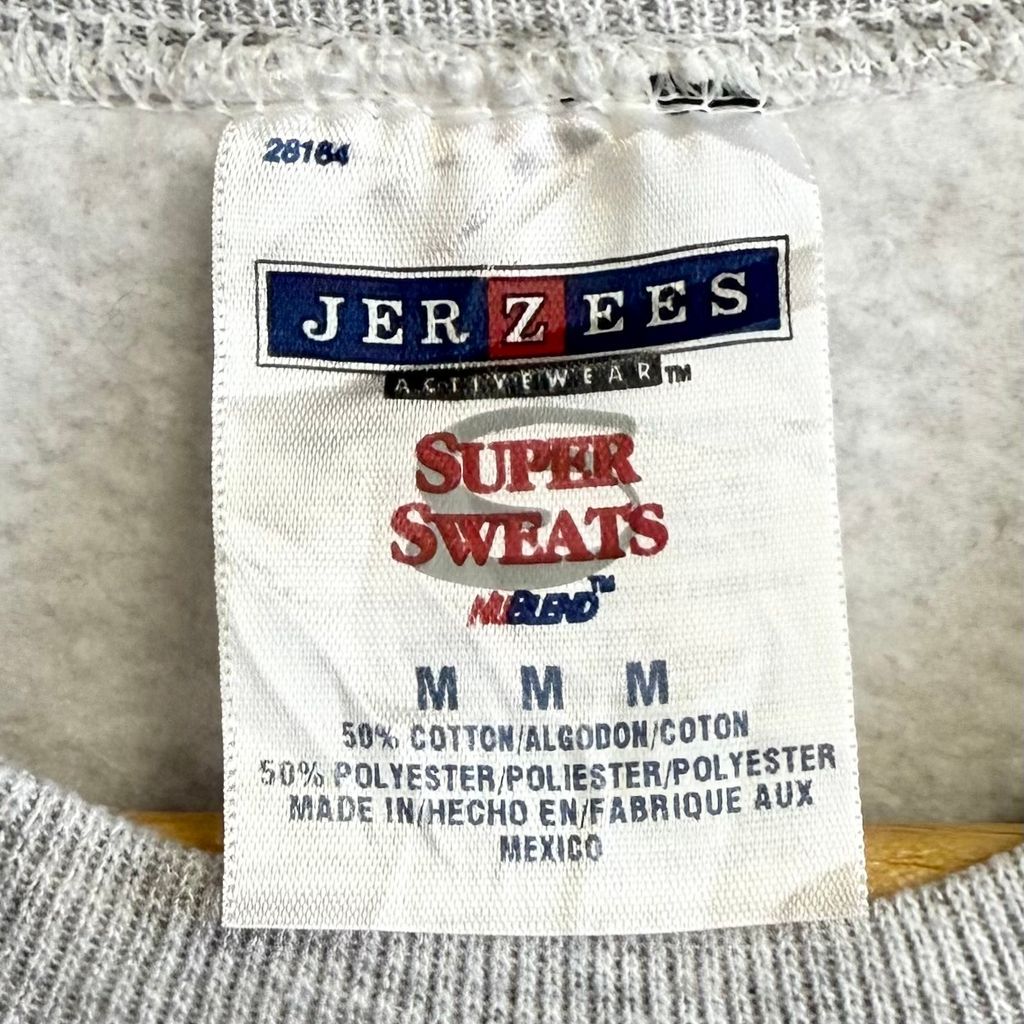 28184
JERZEES
ACTIVEWEAR™
SUPER
SWEATS
NUBLEND™
M M M
50% COTTON/ALGODON/COTON
50% POLYESTER/POLIESTER/POLYESTER
MADE IN/HECHO EN/FABRIQUE AUX
MEXICO